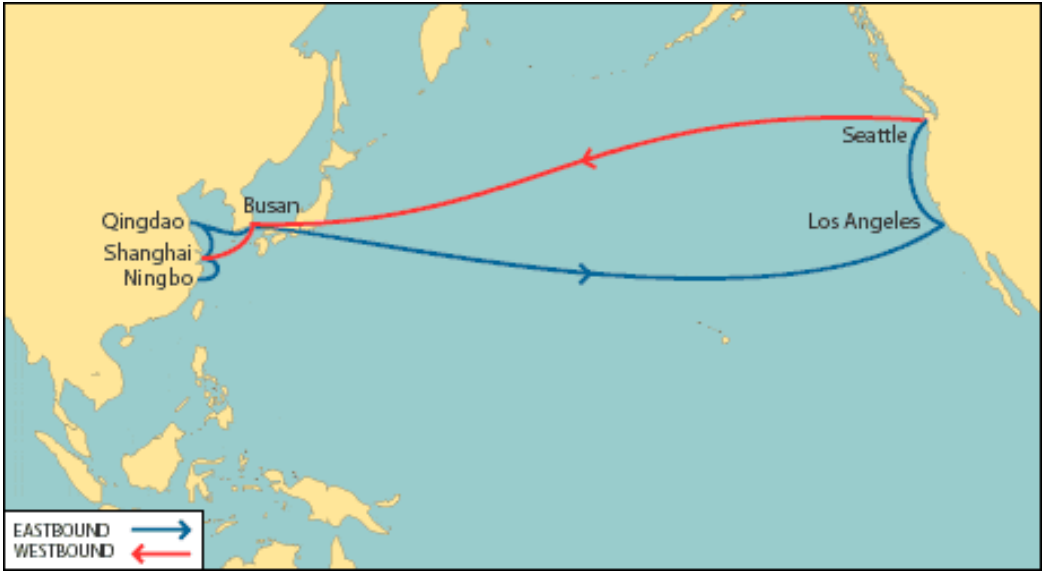 Seattle
Busan
Qingdao
Los Angeles
Shanghai
Ningbo
EASTBOUND
WESTBOUND